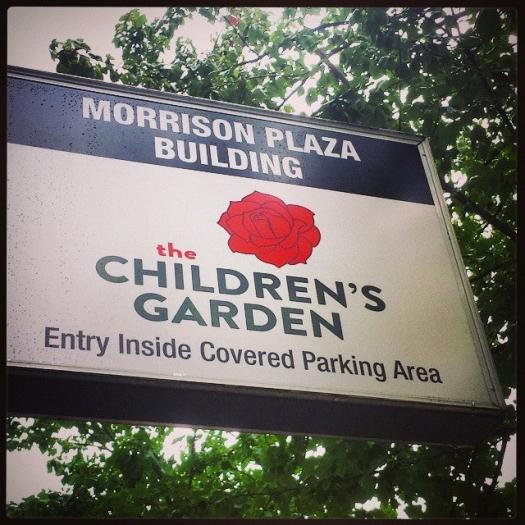 MORRISON PLAZA
BUILDING
the
CHILDREN'S
GARDEN
Entry Inside Covered Parking Area